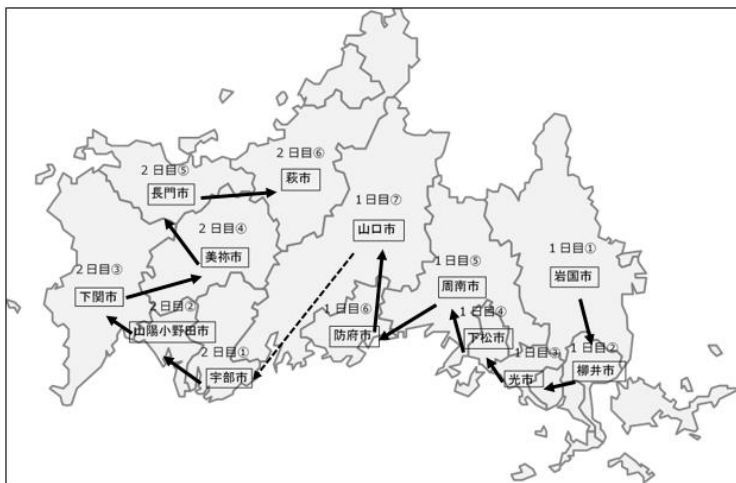 2日目⑥
萩市
2日目⑤
長門市
1日目⑦
山口市
2日目④
美祢市
1日目①
岩国市
1日目⑤
周南市
2日目③
下関市
2日目②
山陽小野田市
1日目⑥
防府市
1日目④
下松市
2日目①
宇部市
1日目③
光市
1日目②
柳井市